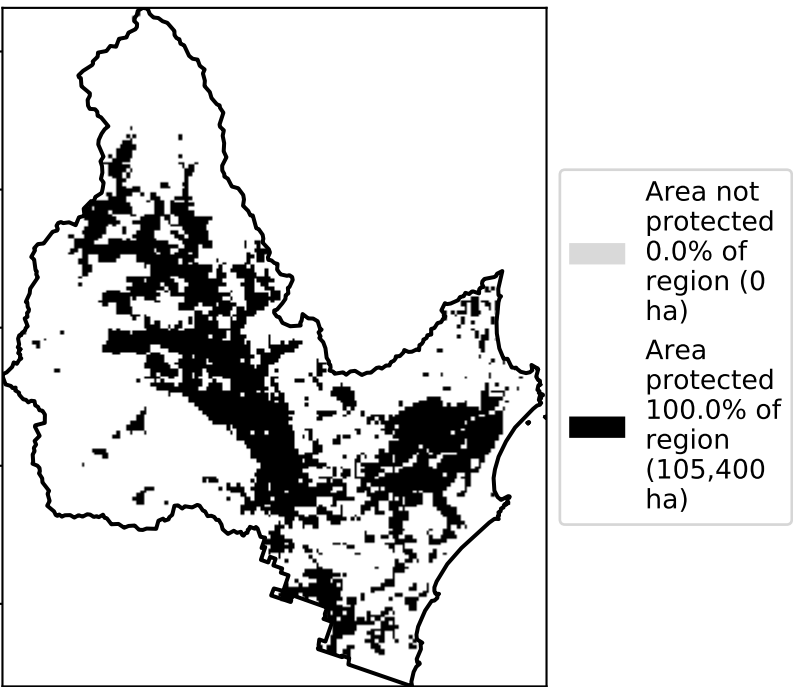 Area not
protected
0.0% of
region (0
ha)
Area
protected
100.0% of
region
(105,400
ha)